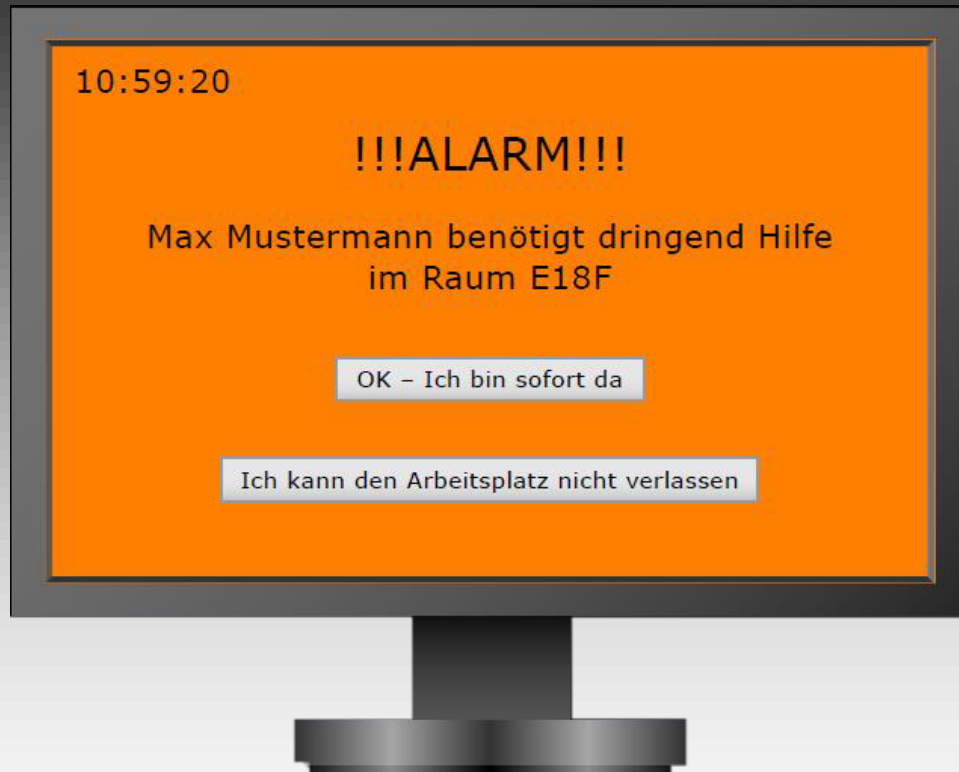 10:59:20
!!!ALARM!!!
Max Mustermann benötigt dringend Hilfe
im Raum E18F
OK – Ich bin sofort da
Ich kann den Arbeitsplatz nicht verlassen